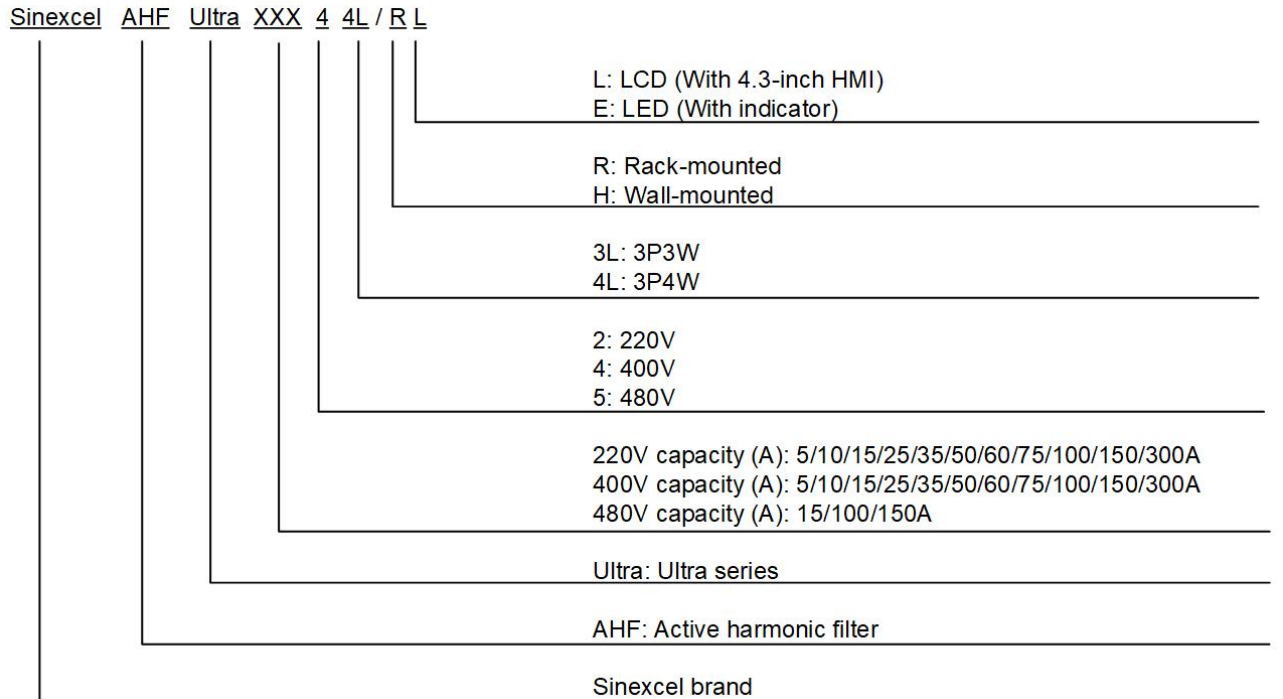 Sinexcel AHF Ultra XXX 4 4L / R L
L: LCD (With 4.3-inch HMI)
E: LED (With indicator)
R: Rack-mounted
H: Wall-mounted
3L: 3P3W
4L: 3P4W
2: 220V
4: 400V
5: 480V
220V capacity (A): 5/10/15/25/35/50/60/75/100/150/300A
400V capacity (A): 5/10/15/25/35/50/60/75/100/150/300A
480V capacity (A): 15/100/150A
Ultra: Ultra series
AHF: Active harmonic filter
Sinexcel brand